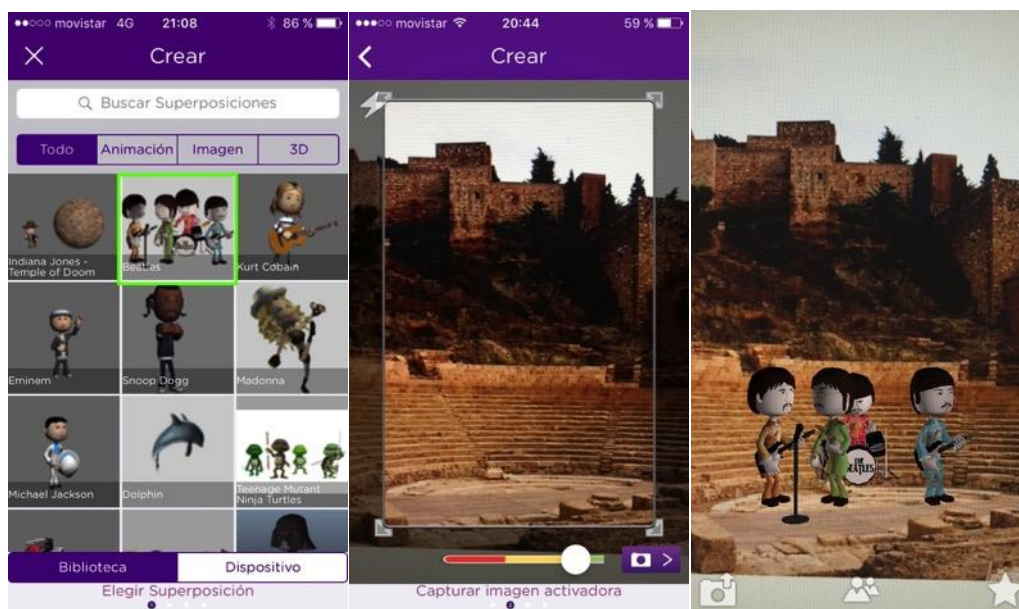 movistar 4G 21:08 86 %
Crear
Buscar Superposiciones
Todo Animación Imagen 3D
Indiana Jones -
Temple of Doom
Beatles
Kurt Cobain
Eminem
Snoop Dogg
Madonna
Michael Jackson
Dolphin
Teenage Mutant
Ninja Turtles
Biblioteca Dispositivo
Elegir Superposición
1
movistar 20:44 59 %
Crear
Capturar imagen activadora
2
THE
BEATLES